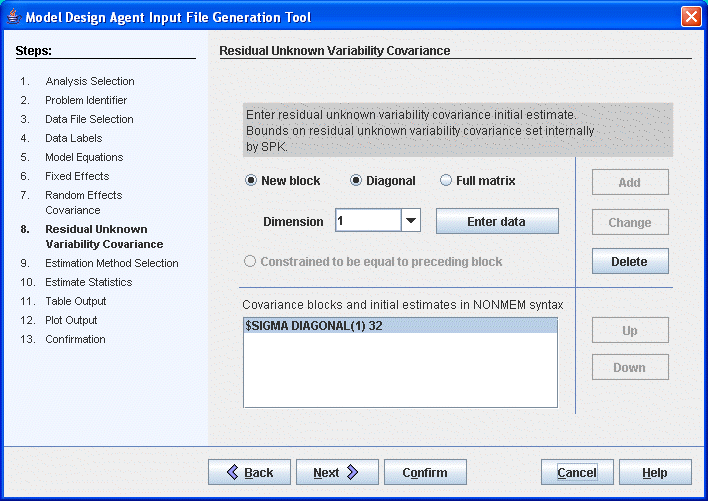 Model Design Agent Input File Generation Tool
Steps:
1. Analysis Selection
2. Problem Identifier
3. Data File Selection
4. Data Labels
5. Model Equations
6. Fixed Effects
7. Random Effects
Covariance
8. Residual Unknown
Variability Covariance
9. Estimation Method Selection
10. Estimate Statistics
11. Table Output
12. Plot Output
13. Confirmation
Residual Unknown Variability Covariance
Enter residual unknown variability covariance initial estimate.
Bounds on residual unknown variability covariance set internally
by SPK.
New block Diagonal Full matrix
Dimension 1 Enter data
Constrained to be equal to preceding block
Add
Change
Delete
Covariance blocks and initial estimates in NONMEM syntax
$SIGMA DIAGONAL(1) 32
Up
Down
Back Next Confirm Cancel Help